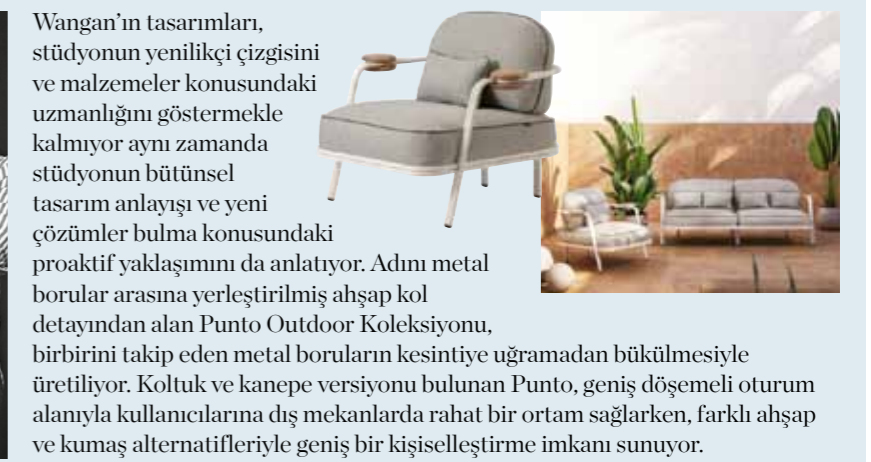 Wangan’ın tasarımları,
stüdyonun yenilikçi çizgisini
ve malzemeler konusundaki
uzmanlığını göstermekle
kalmıyor aynı zamanda
stüdyonun bütünsel
tasarım anlayışı ve yeni
çözümler bulma konusundaki
proaktif yaklaşımını da anlatıyor. Adını metal
borular arasına yerleştirilmiş ahşap kol
detayından alan Punto Outdoor Koleksiyonu,
birbirini takip eden metal boruların kesintiye uğramadan bükülmesiyle
üretiliyor. Koltuk ve kanepe versiyonu bulunan Punto, geniş döşemeli oturum
alanıyla kullanıcılarına dış mekanlarda rahat bir ortam sağlarken, farklı ahşap
ve kumaş alternatifleriyle geniş bir kişiselleştirme imkanı sunuyor.